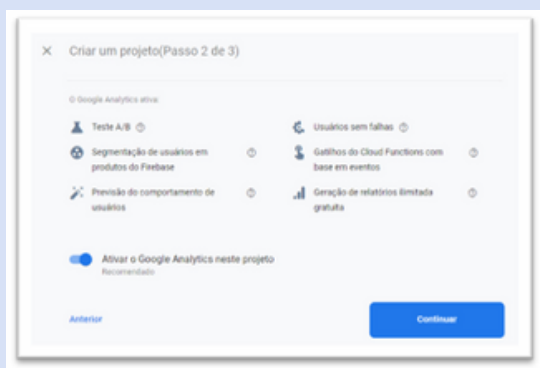 Criar um projeto(Passo 2 de 3)
O Google Analytics ativa:
Teste A/B
Usuários sem falhas
Segmentação de usuários em
produtos do Firebase
Gatilhos do Cloud Functions com
base em eventos
Previsão do comportamento de
usuários
Geração de relatórios ilimitada
gratuita
Ativar o Google Analytics neste projeto
Recomendado
Anterior
Continuar